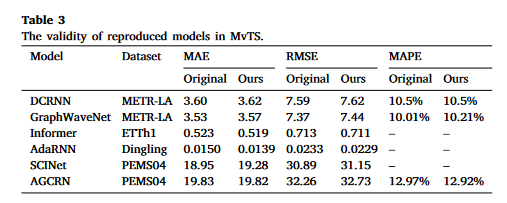 Table 3
The validity of reproduced models in MvTS.
Model Dataset MAE RMSE MAPE
Original Ours Original Ours Original Ours
DCRNN METR-LA 3.60 3.62 7.59 7.62 10.5% 10.5%
GraphWaveNet METR-LA 3.53 3.57 7.37 7.44 10.01% 10.21%
Informer ETTh1 0.523 0.519 0.713 0.711 – –
AdaRNN Dingling 0.0150 0.0139 0.0233 0.0229 – –
SCINet PEMS04 18.95 19.28 30.89 31.15 – –
AGCRN PEMS04 19.83 19.82 32.26 32.73 12.97% 12.92%